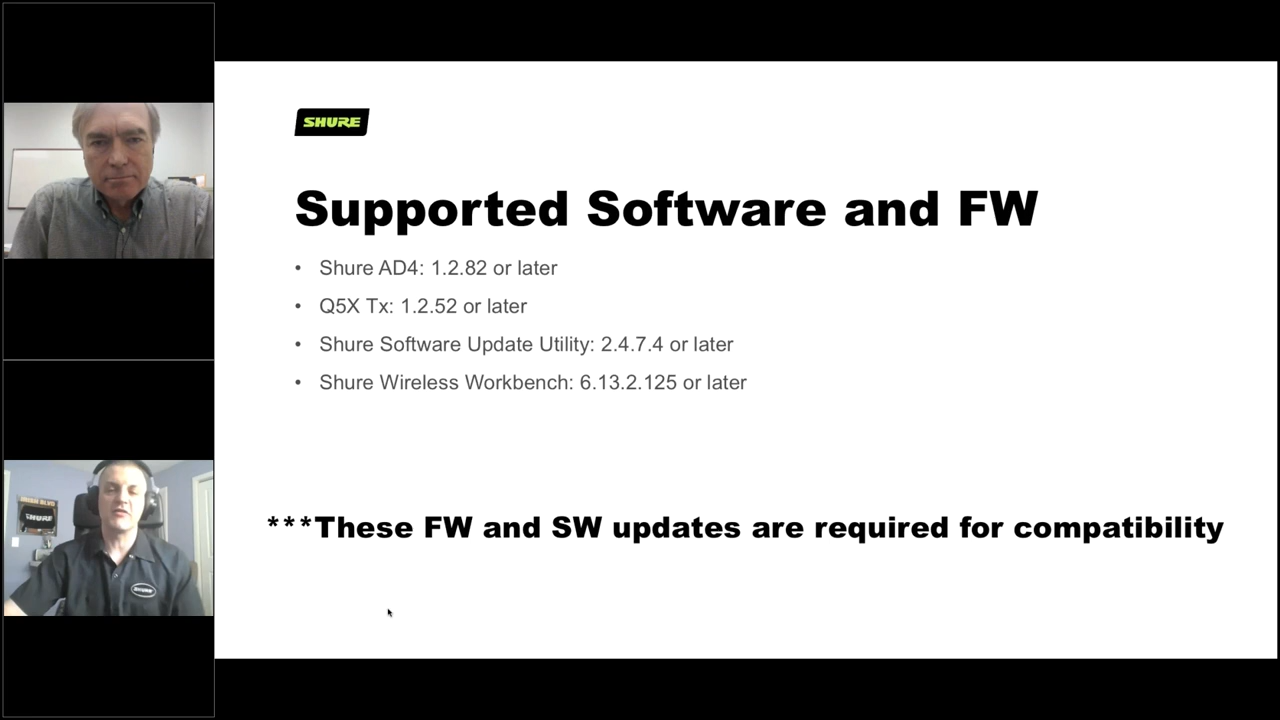 SHURE
Supported Software and FW
• Shure AD4: 1.2.82 or later
• Q5X Tx: 1.2.52 or later
• Shure Software Update Utility: 2.4.7.4 or later
• Shure Wireless Workbench: 6.13.2.125 or later
***These FW and SW updates are required for compatibility
SHURE
SHURE